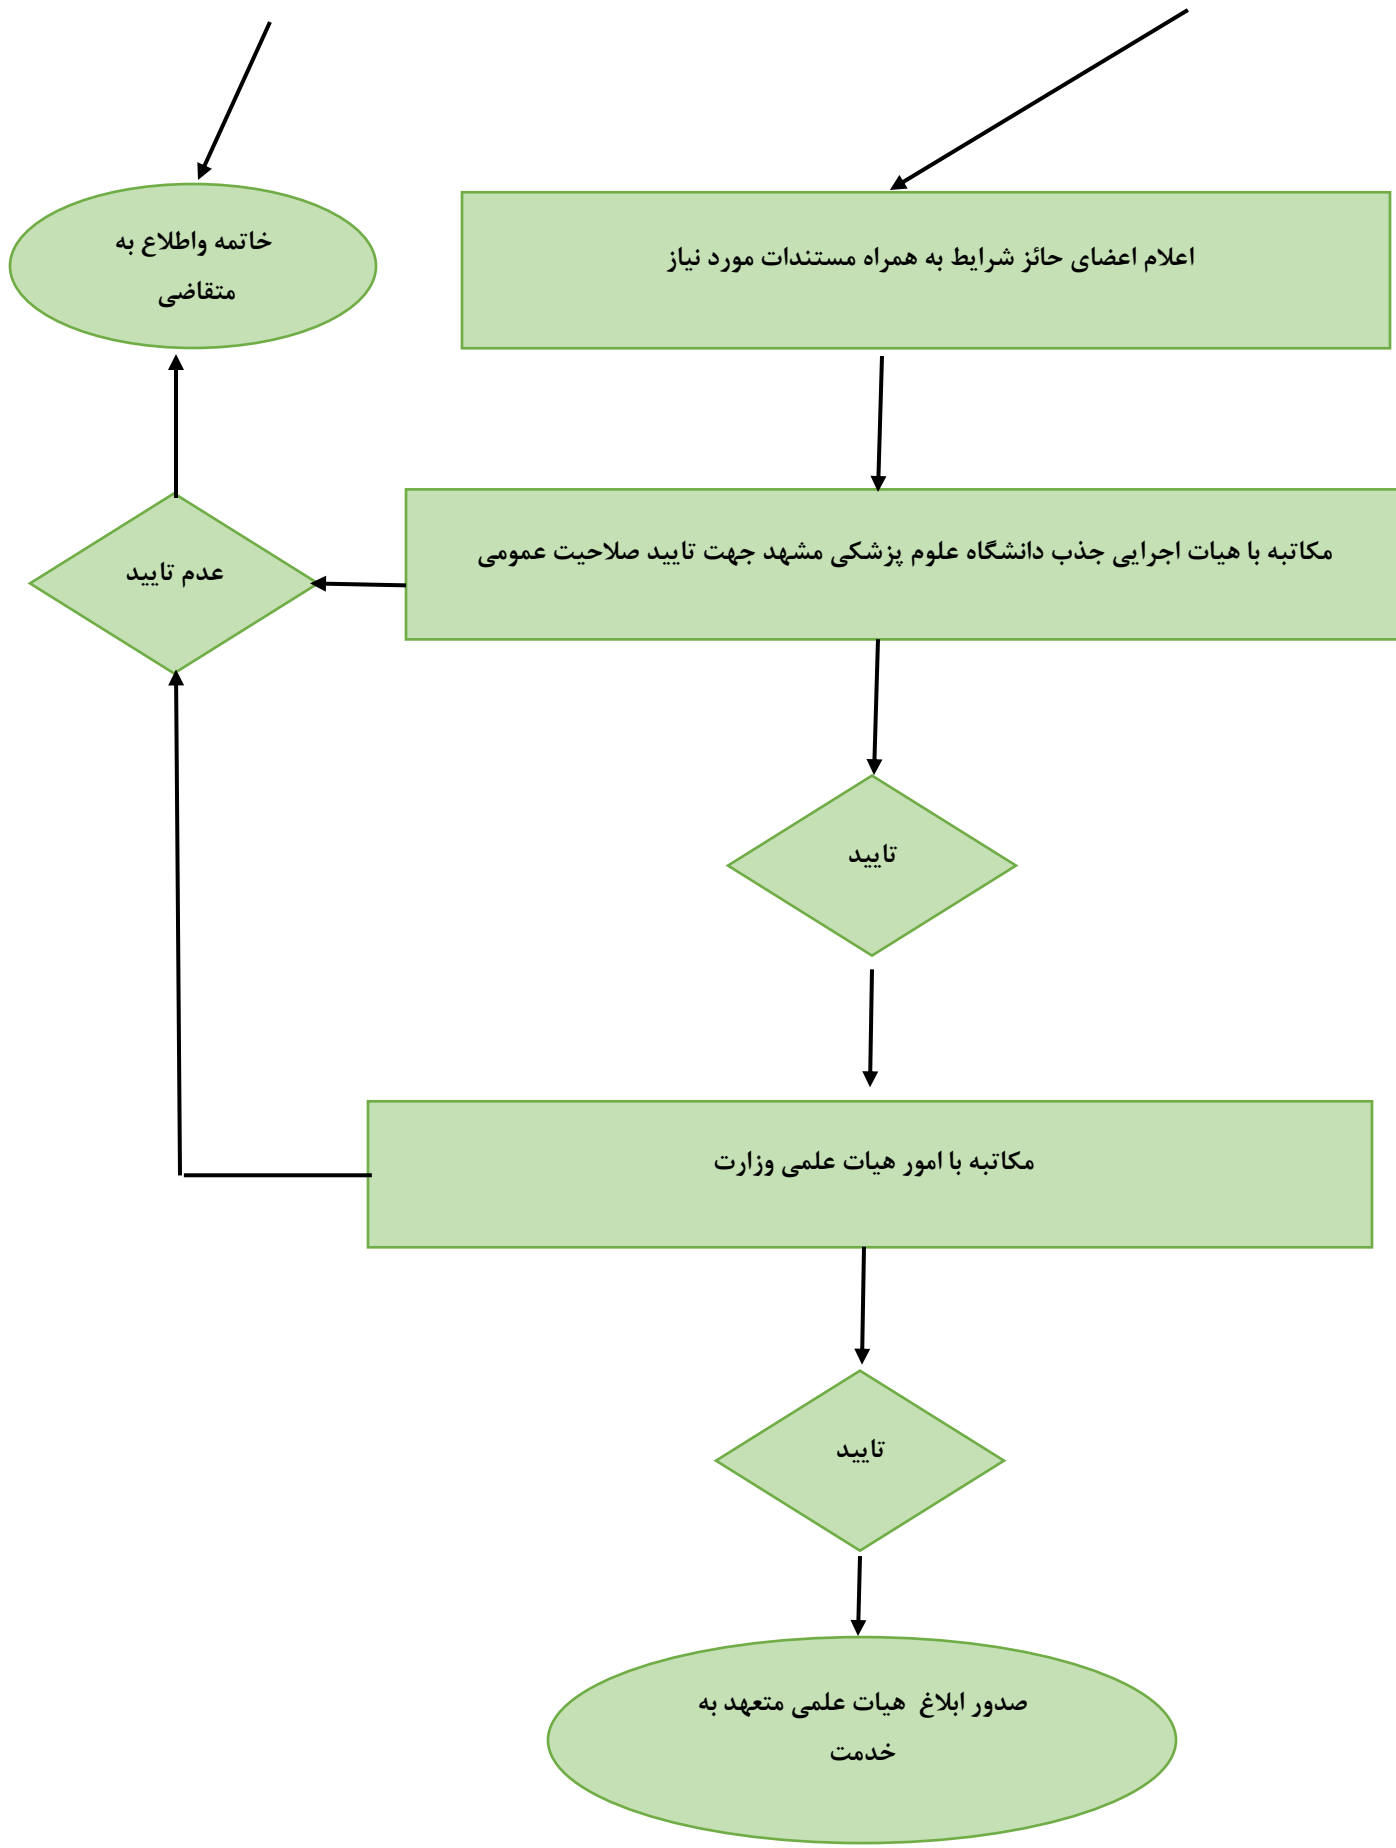 اعلام اعضای حائز شرایط به همراه مستندات مورد نیاز
خاتمه واطلاع به
متقاضی
مکاتبه با هیات اجرایی جذب دانشگاه علوم پزشکی مشهد جهت تایید صلاحیت عمومی
عدم تایید
تایید
مکاتبه با امور هیات علمی وزارت
تایید
صدور ابلاغ هیات علمی متعهد به
خدمت